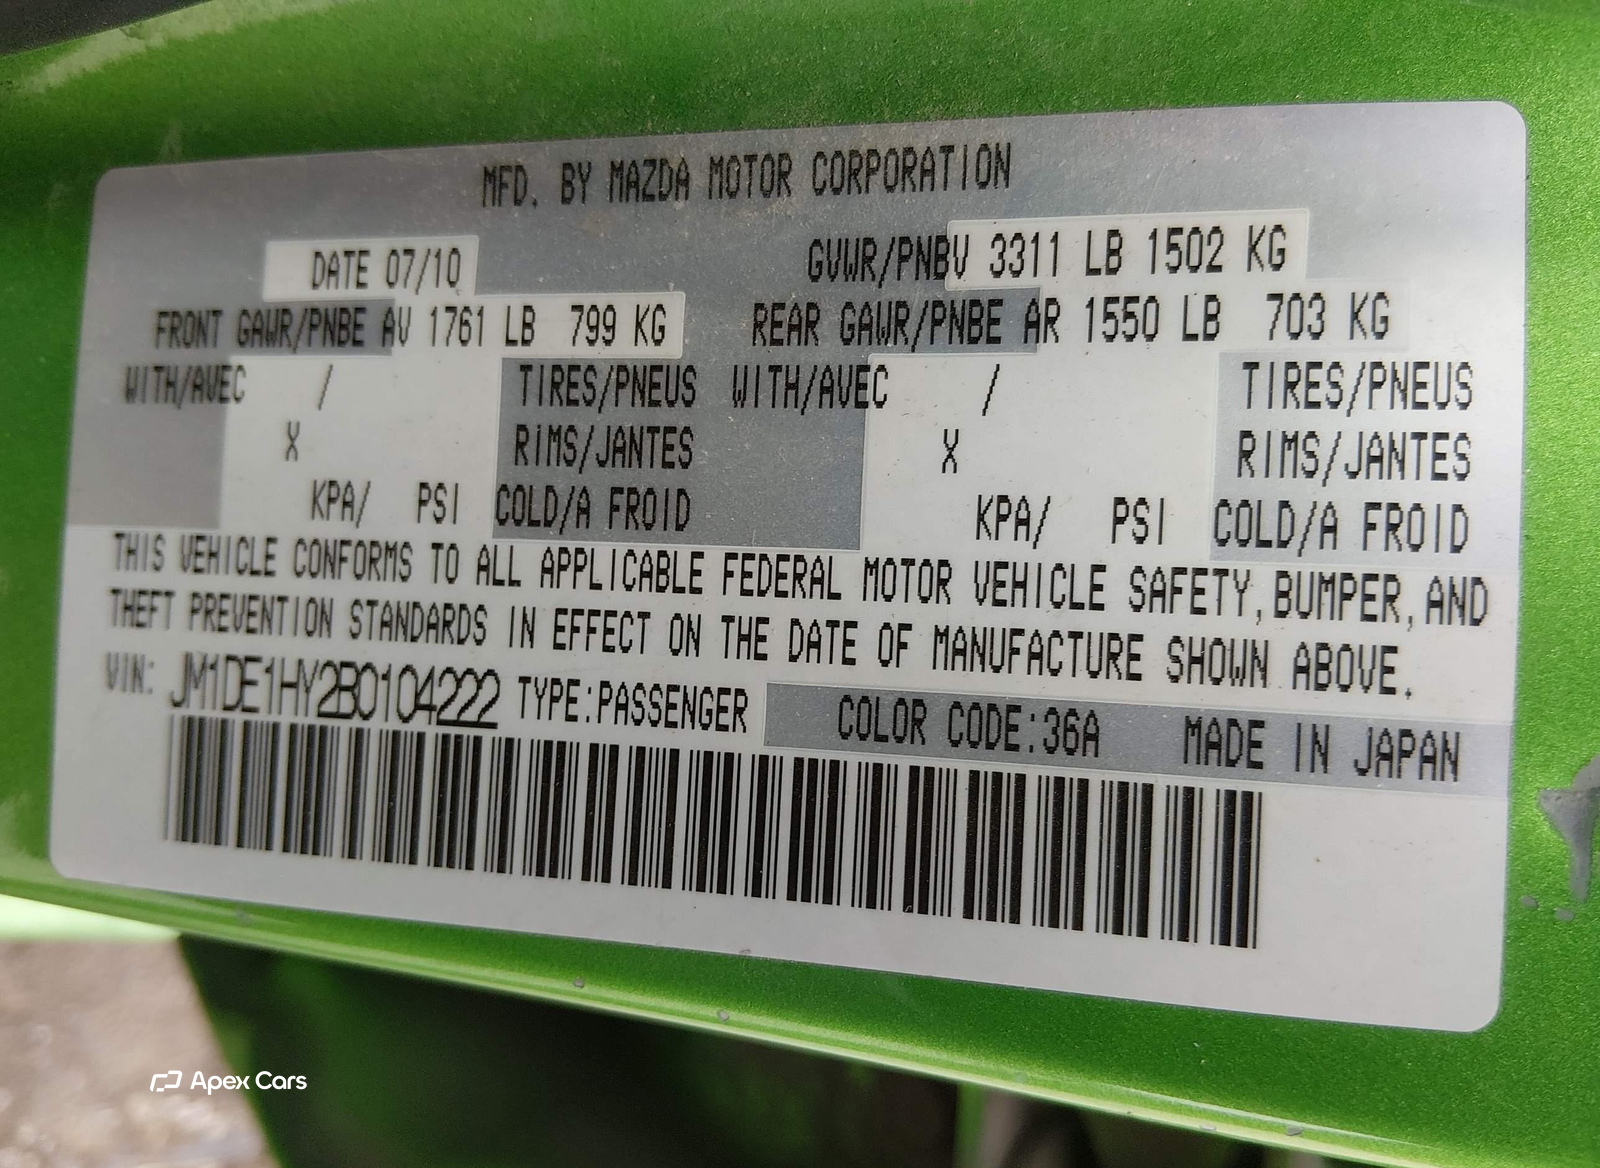 MFD. BY MAZDA MOTOR CORPORATION
DATE 07/10 GVWR/PNBV 3311 LB 1502 KG
FRONT GAWR/PNBE AV 1761 LB 799 KG REAR GAWR/PNBE AR 1550 LB 703 KG
WITH/AVEC / TIRES/PNEUS WITH/AVEC / TIRES/PNEUS
X RIMS/JANTES X RIMS/JANTES
KPA/ PSI COLD/A FROID KPA/ PSI COLD/A FROID
THIS VEHICLE CONFORMS TO ALL APPLICABLE FEDERAL MOTOR VEHICLE SAFETY, BUMPER, AND
THEFT PREVENTION STANDARDS IN EFFECT ON THE DATE OF MANUFACTURE SHOWN ABOVE.
VIN: JM1DE1HY2B0104222 TYPE:PASSENGER COLOR CODE:36A MADE IN JAPAN
Apex Cars